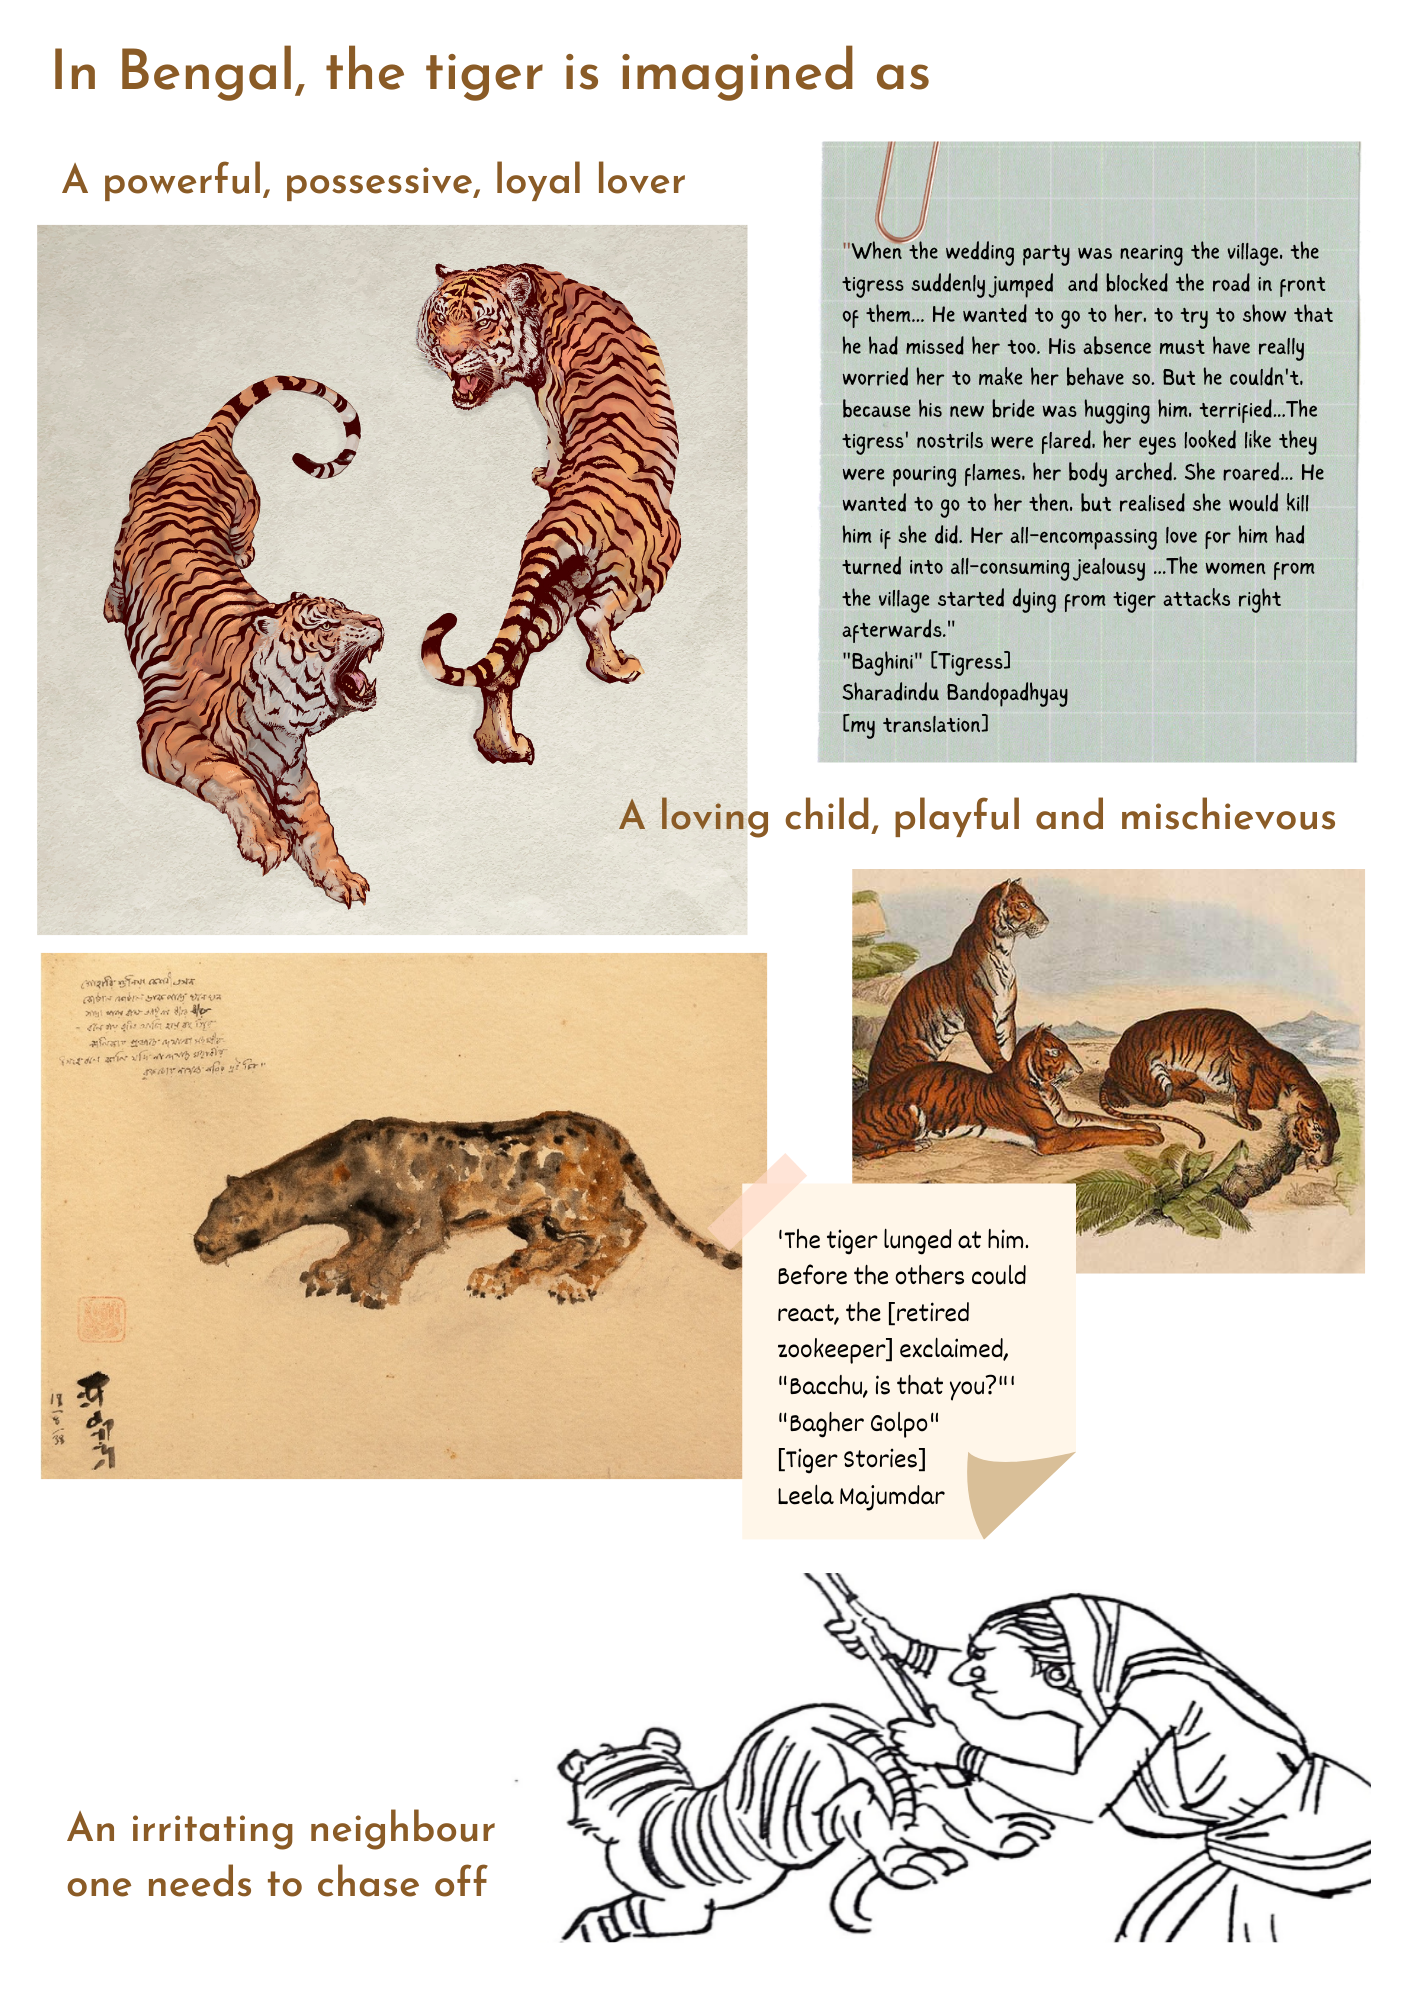 In Bengal, the tiger is imagined as
A powerful, possessive, loyal lover
"When the wedding party was nearing the village, the
tigress suddenly jumped and blocked the road in front
of them... He wanted to go to her, to try to show that
he had missed her too. His absence must have really
worried her to make her behave so. But he couldn't,
because his new bride was hugging him, terrified...The
tigress' nostrils were flared, her eyes looked like they
were pouring flames, her body arched. She roared... He
wanted to go to her then, but realised she would kill
him if she did. Her all-encompassing love for him had
turned into all-consuming jealousy ...The women from
the village started dying from tiger attacks right
afterwards."
"Baghini" [Tigress]
Sharadindu Bandopadhyay
[my translation]
A loving child, playful and mischievous
'The tiger lunged at him.
Before the others could
react, the [retired
zookeeper] exclaimed,
"Bacchu, is that you?"'
"Bagher Golpo"
[Tiger Stories]
Leela Majumdar
An irritating neighbour
one needs to chase off